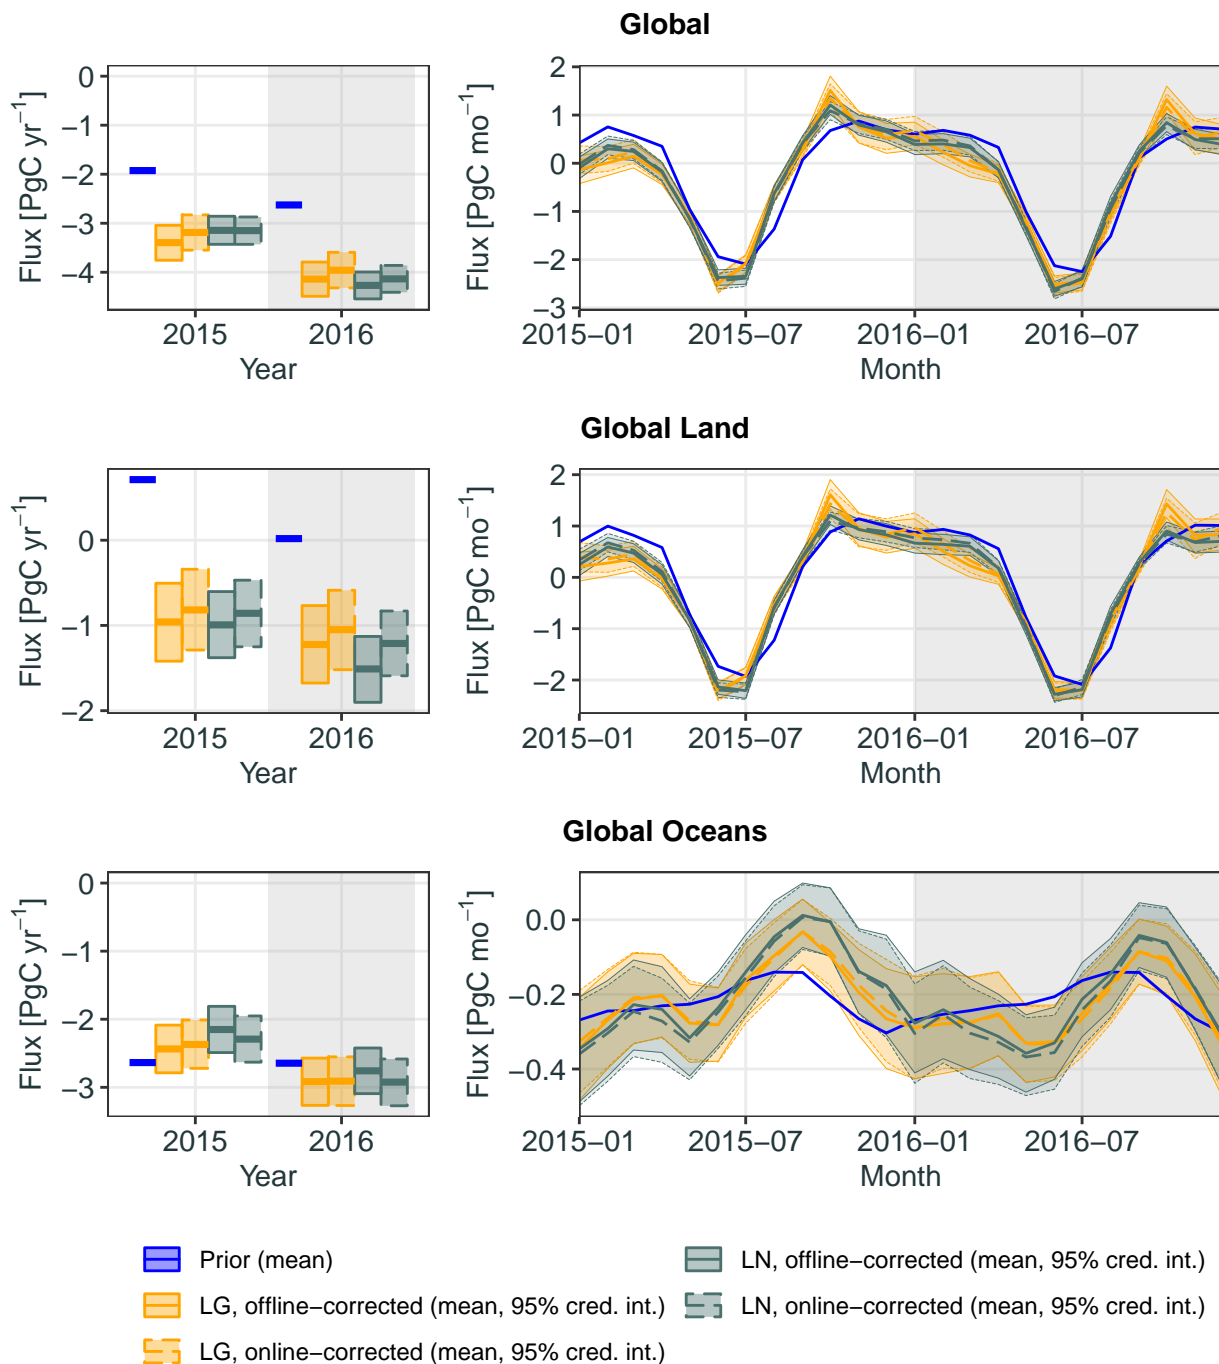 Global
Flux [PgC yr−1]
0
−1
−2
−3
−4
2015
2016
Year
Flux [PgC mo−1]
2
1
0
−1
−2
−3
2015−01
2015−07
2016−01
2016−07
Month
Global Land
Flux [PgC yr−1]
0
−1
−2
2015
2016
Year
Flux [PgC mo−1]
2
1
0
−1
−2
2015−01
2015−07
2016−01
2016−07
Month
Global Oceans
Flux [PgC yr−1]
0
−1
−2
−3
2015
2016
Year
Flux [PgC mo−1]
0.0
−0.2
−0.4
2015−01
2015−07
2016−01
2016−07
Month
Prior (mean)
LG, offline−corrected (mean, 95% cred. int.)
LG, online−corrected (mean, 95% cred. int.)
LN, offline−corrected (mean, 95% cred. int.)
LN, online−corrected (mean, 95% cred. int.)